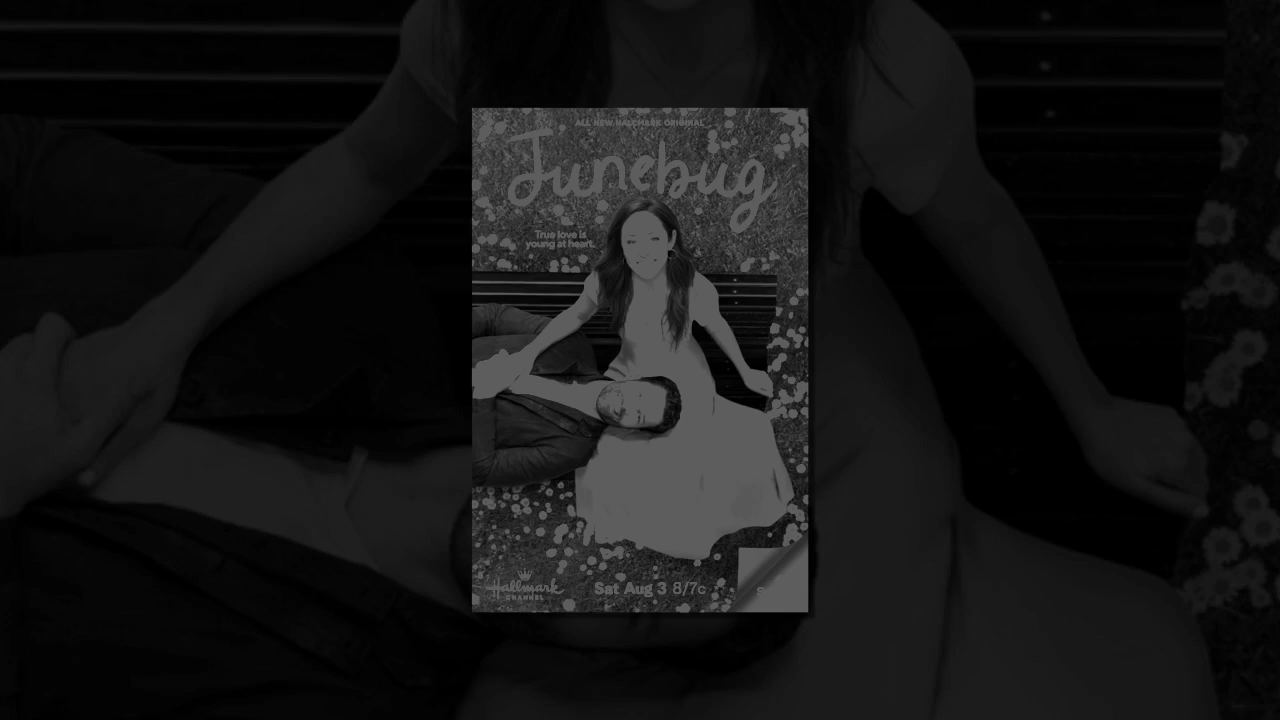 ALL NEW HALLMARK ORIGINAL
Junebug
True love is
young at heart.
Hallmark
CHANNEL
Sat Aug 3 8/7c